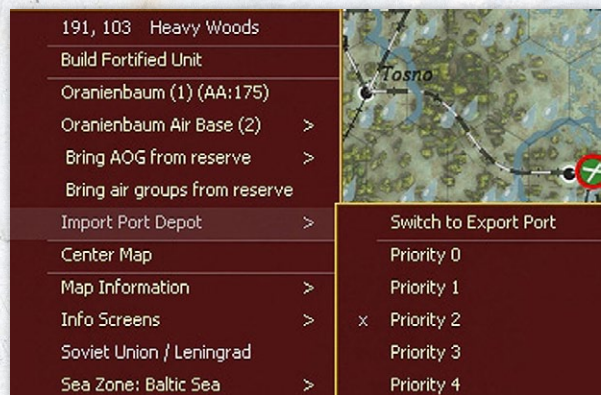 191, 103 Heavy Woods
Build Fortified Unit
Oranienbaum (1) (AA:175)
Oranienbaum Air Base (2) >
Bring AOG from reserve >
Bring air groups from reserve
Import Port Depot >
Center Map
Map Information >
Info Screens >
Soviet Union / Leningrad
Sea Zone: Baltic Sea >
Tosno
Switch to Export Port
Priority 0
Priority 1
x Priority 2
Priority 3
Priority 4